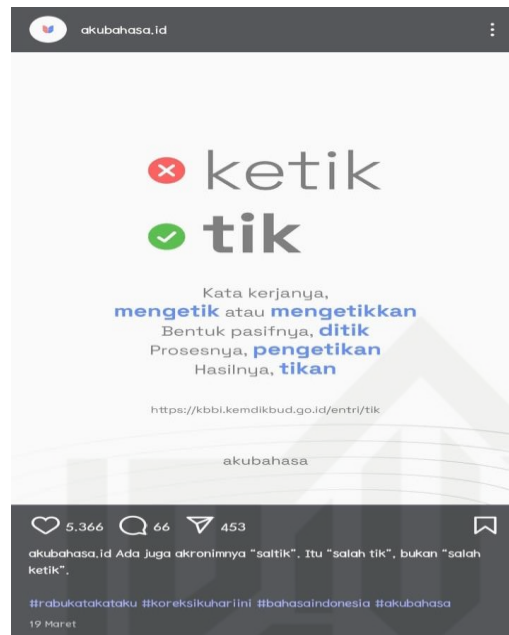 akubahasa.id
ketik
tik
Kata kerjanya,
mengetik atau mengetikkan
Bentuk pasifnya, ditik
Prosesnya, pengetikan
Hasilnya, tikan
https://kbbi.kemdikbud.go.id/entri/tik
akubahasa
5.366 66 453
akubahasa.id Ada juga akronimnya "saltik". Itu "salah tik", bukan "salah
ketik".
#rabukatakataku #koreksikuhariini #bahasaindonesia #akubahasa
19 Maret